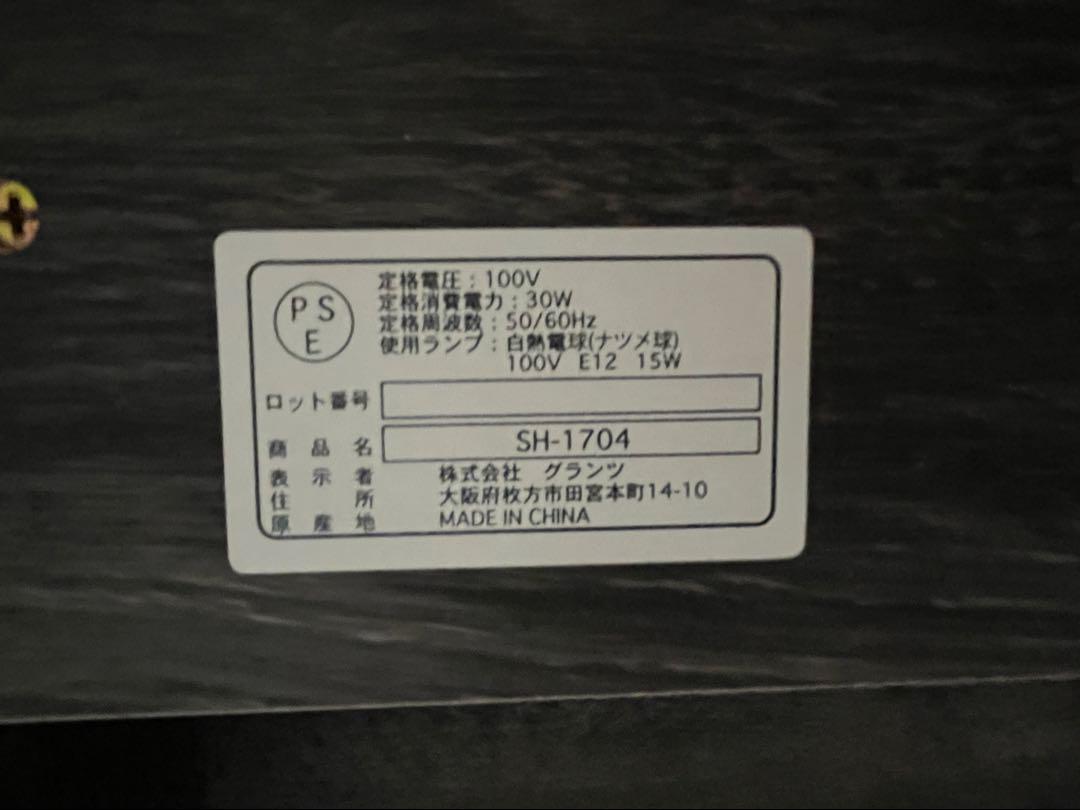 PS
E
定格電圧：100V
定格消費電力：30W
定格周波数：50/60Hz
使用ランプ：白熱電球(ナツメ球)
100V E12 15W
ロット番号
商品名 SH-1704
表示者 株式会社 グランツ
住所 大阪府枚方市田宮本町14-10
原産地 MADE IN CHINA